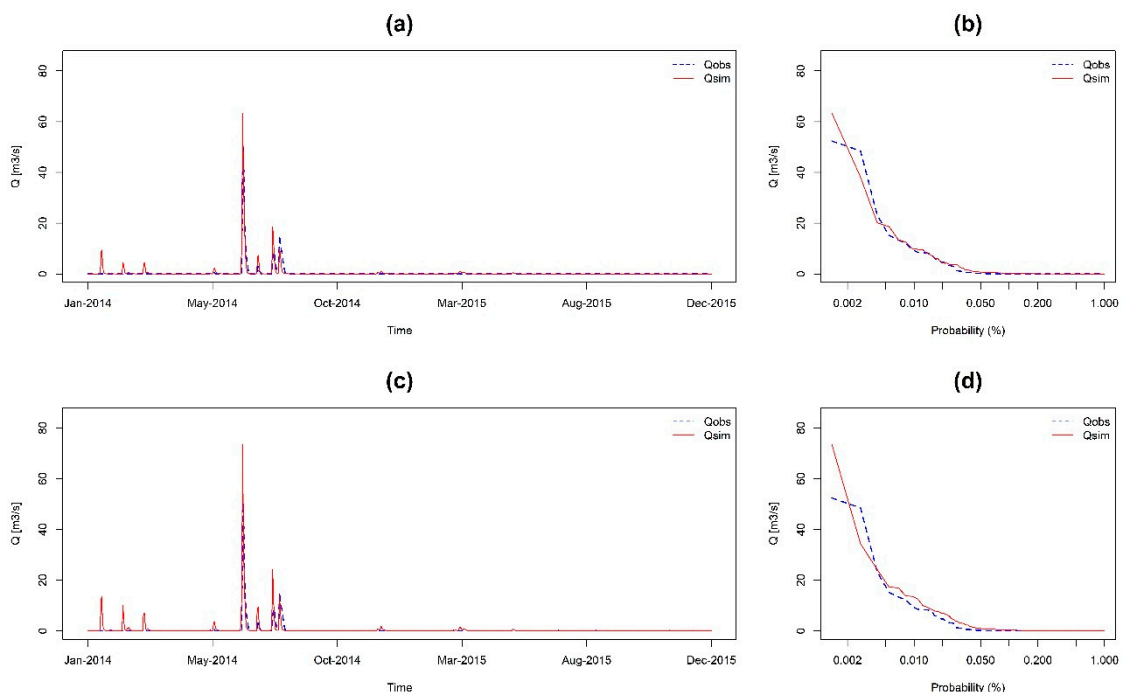 (a)
Qobs
Qsim
Q [m3/s]
80
60
40
20
0
Jan-2014 May-2014 Oct-2014 Mar-2015 Aug-2015 Dec-2015
Time
(b)
Qobs
Qsim
Q [m3/s]
80
60
40
20
0
0.002 0.010 0.050 0.200 1.000
Probability (%)
(c)
Qobs
Qsim
Q [m3/s]
80
60
40
20
0
Jan-2014 May-2014 Oct-2014 Mar-2015 Aug-2015 Dec-2015
Time
(d)
Qobs
Qsim
Q [m3/s]
80
60
40
20
0
0.002 0.010 0.050 0.200 1.000
Probability (%)